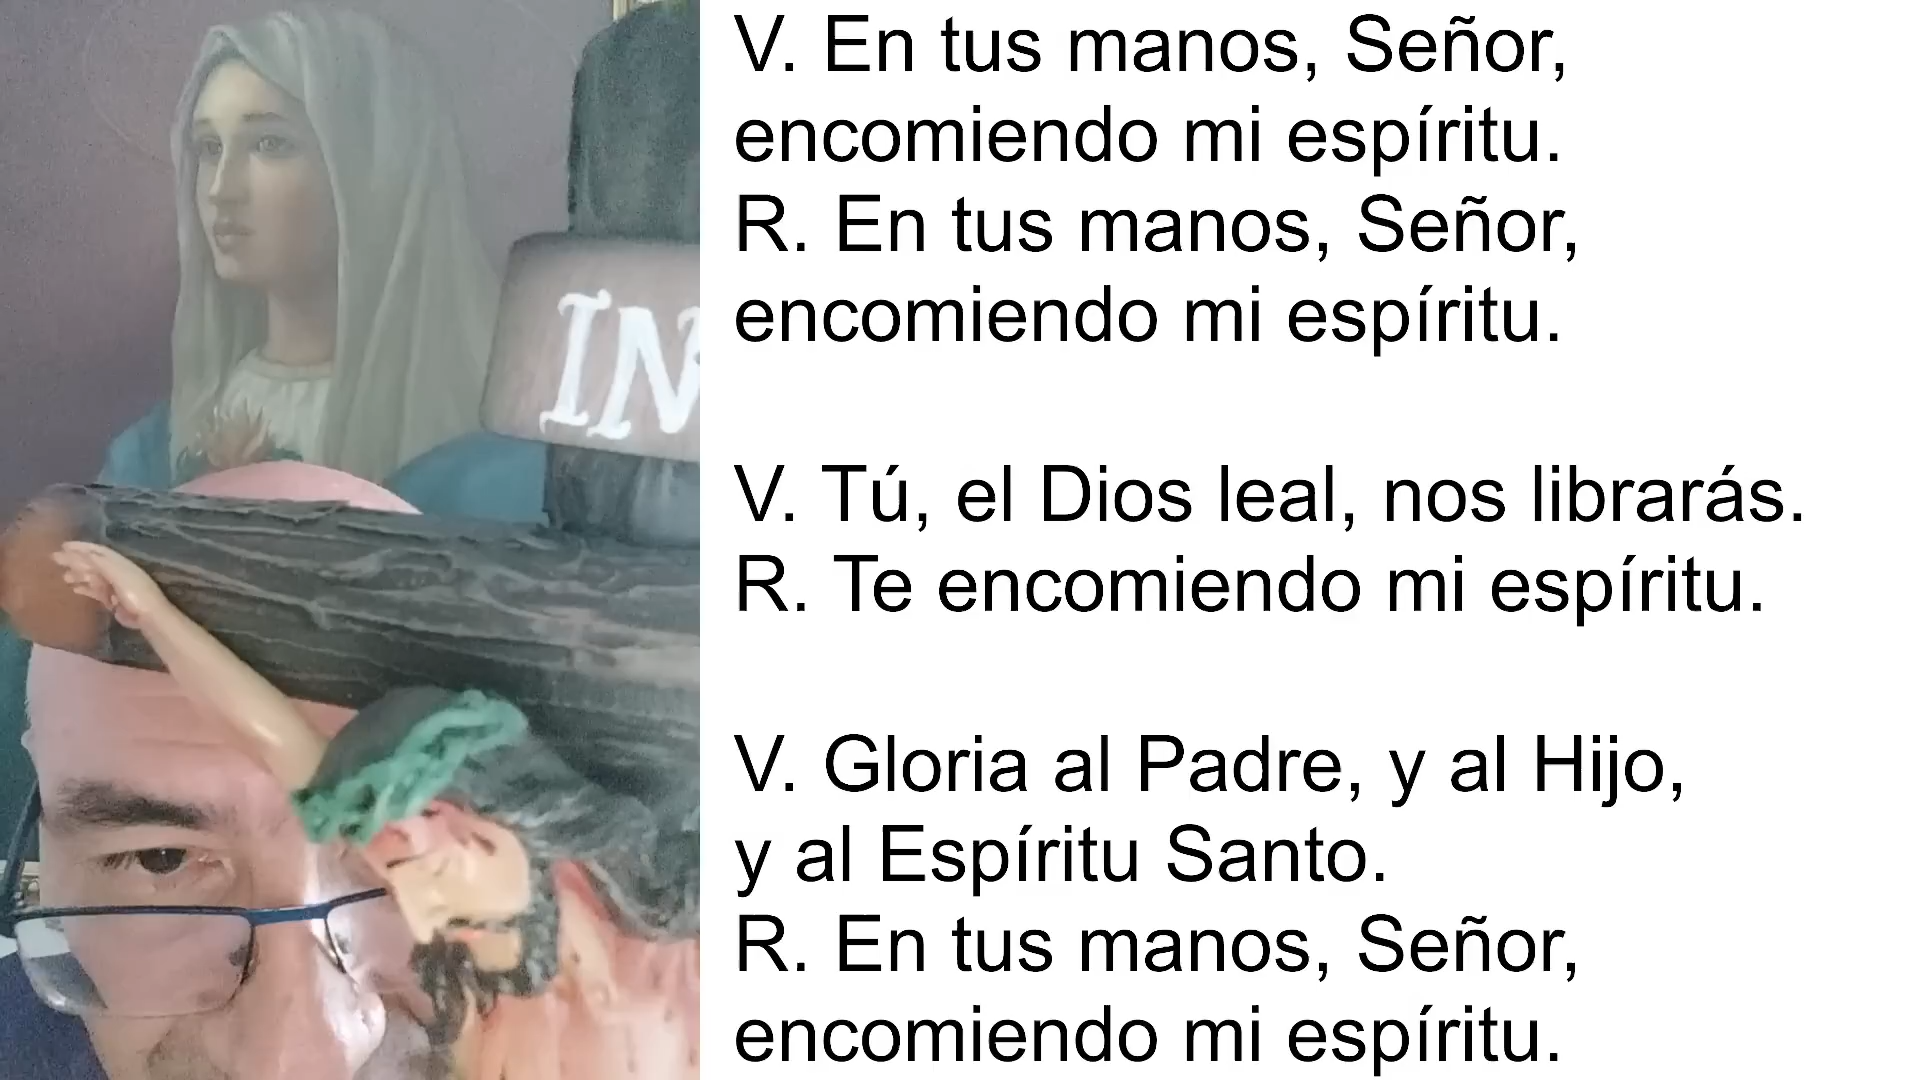 IN
V. En tus manos, Señor,
encomiendo mi espíritu.
R. En tus manos, Señor,
encomiendo mi espíritu.
V. Tú, el Dios leal, nos librarás.
R. Te encomiendo mi espíritu.
V. Gloria al Padre, y al Hijo,
y al Espíritu Santo.
R. En tus manos, Señor,
encomiendo mi espíritu.